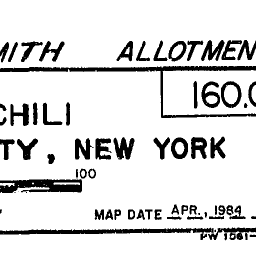 MITH ALLOTMEN
160.0
CHILI
TY, NEW YORK
100
MAP DATE APR., 1984
PW 1061-